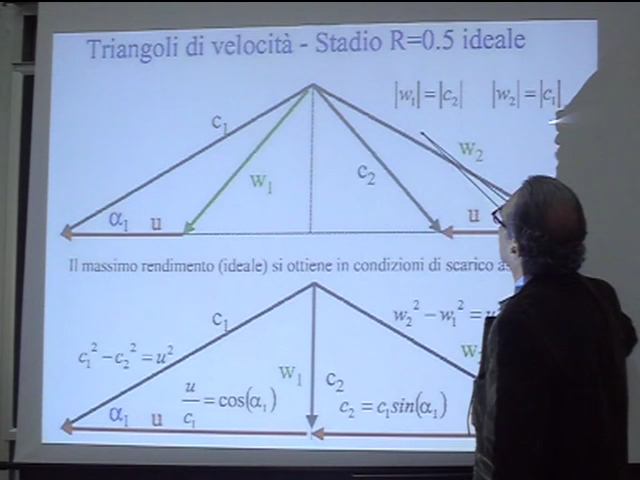 Triangoli di velocità - Stadio R=0.5 ideale
|w₁|=|c₂| |w₂|=|c₁|
c₁
w₂
w₁
c₂
α₁ u
u
Il massimo rendimento (ideale) si ottiene in condizioni di scarico
c₁
w₂² − w₁² =
c₁² − c₂² = u²
w₁
c₂
u/c₁ = cos(α₁)
c₂ = c₁sin(α₁)
α₁ u